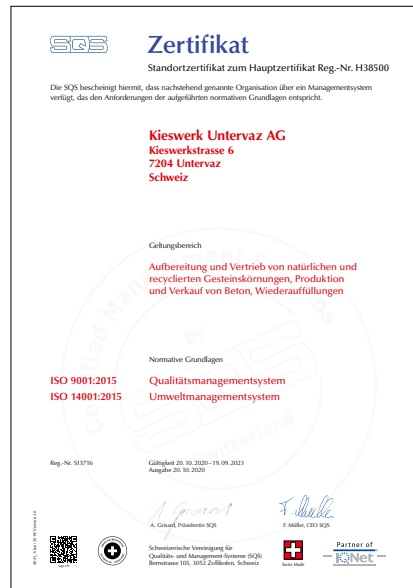 SQS
Zertifikat
Standortzertifikat zum Hauptzertifikat Reg.-Nr. H38500
Die SQS bescheinigt hiermit, dass nachstehend genannte Organisation über ein Managementsystem
verfügt, das den Anforderungen der aufgeführten normativen Grundlagen entspricht.
Kieswerk Untervaz AG
Kieswerkstrasse 6
7204 Untervaz
Schweiz
Geltungsbereich
Aufbereitung und Vertrieb von natürlichen und
recyclierten Gesteinskörnungen, Produktion
und Verkauf von Beton, Wiederauffüllungen
Normative Grundlagen
ISO 9001:2015 Qualitätsmanagementsystem
ISO 14001:2015 Umweltmanagementsystem
Reg.-Nr. S13716
Gültigkeit 20. 10. 2020–19. 09. 2023
Ausgabe 20. 10. 2020
A. Grisard, Präsidentin SQS
F. Müller, CEO SQS
Schweizerische Vereinigung für
Qualitäts- und Management-Systeme (SQS)
Bernstrasse 103, 3052 Zollikofen, Schweiz
Swiss Made
Partner of
IQNet